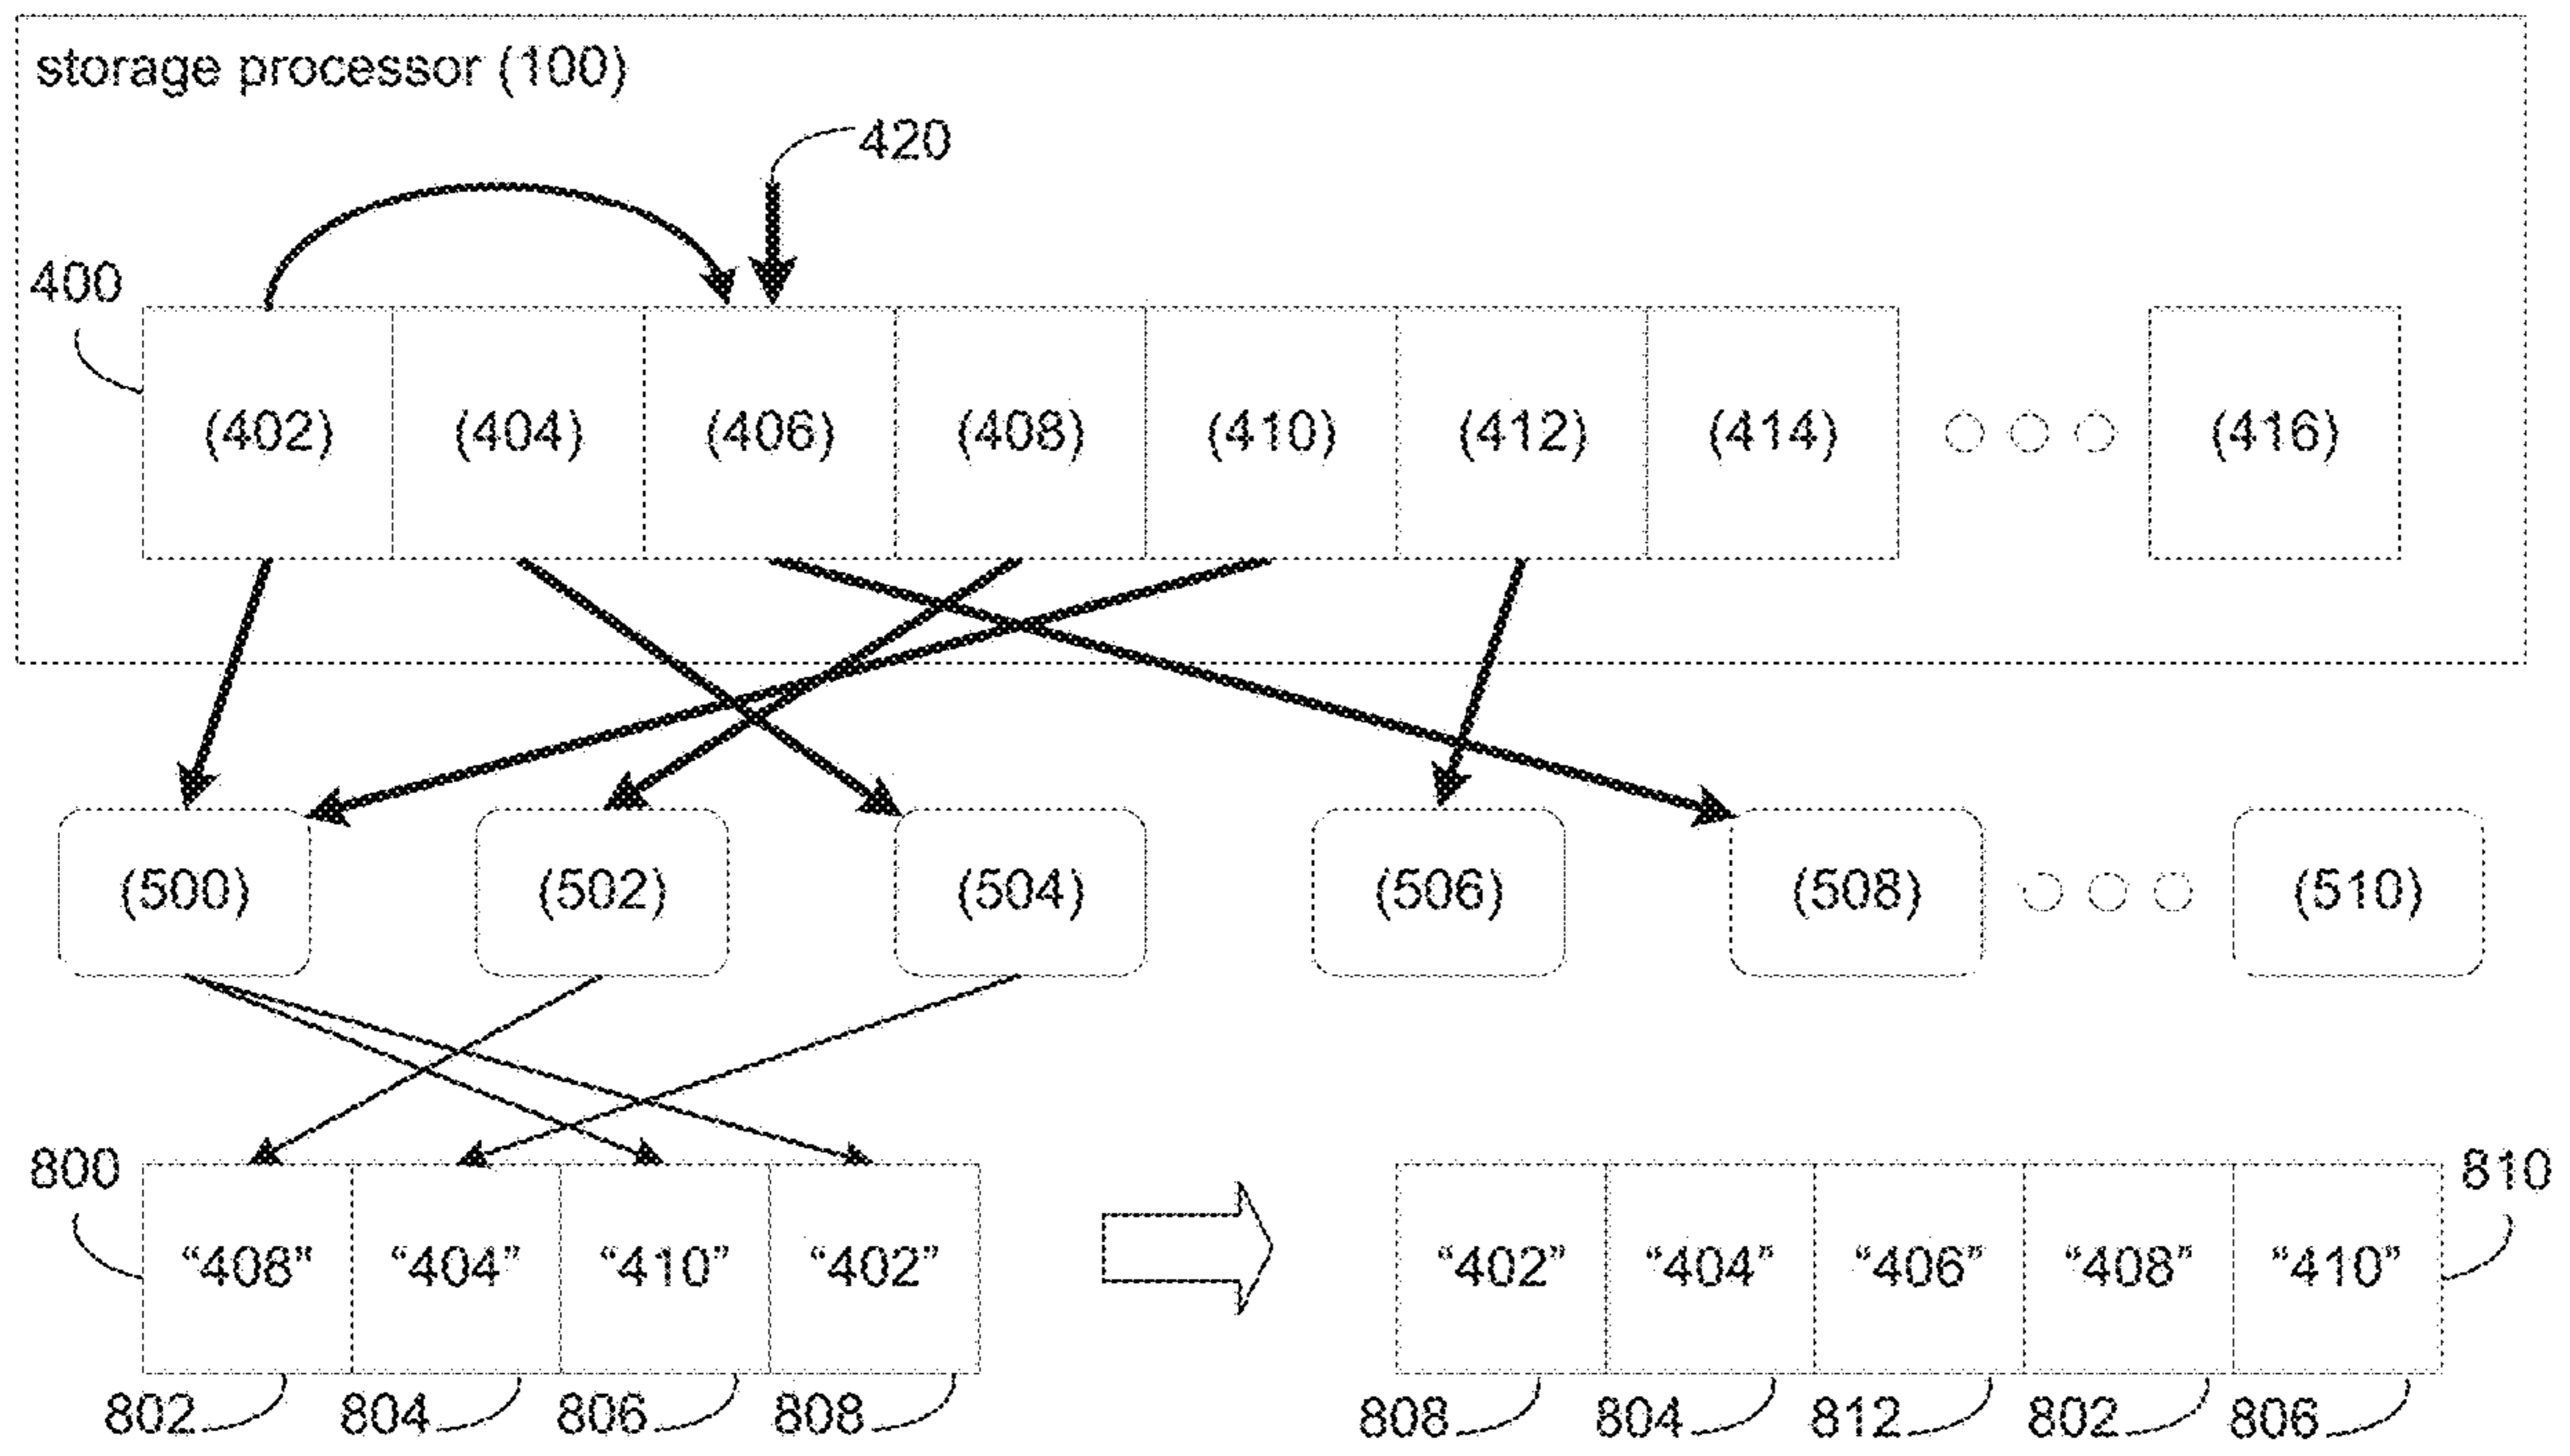 storage processor (100)
420
400
(402) (404) (406) (408) (410) (412) (414) (416)
(500) (502) (504) (506) (508) (510)
800 810
“408” “404” “410” “402” “402” “404” “406” “408” “410”
802 804 806 808 808 804 812 802 806